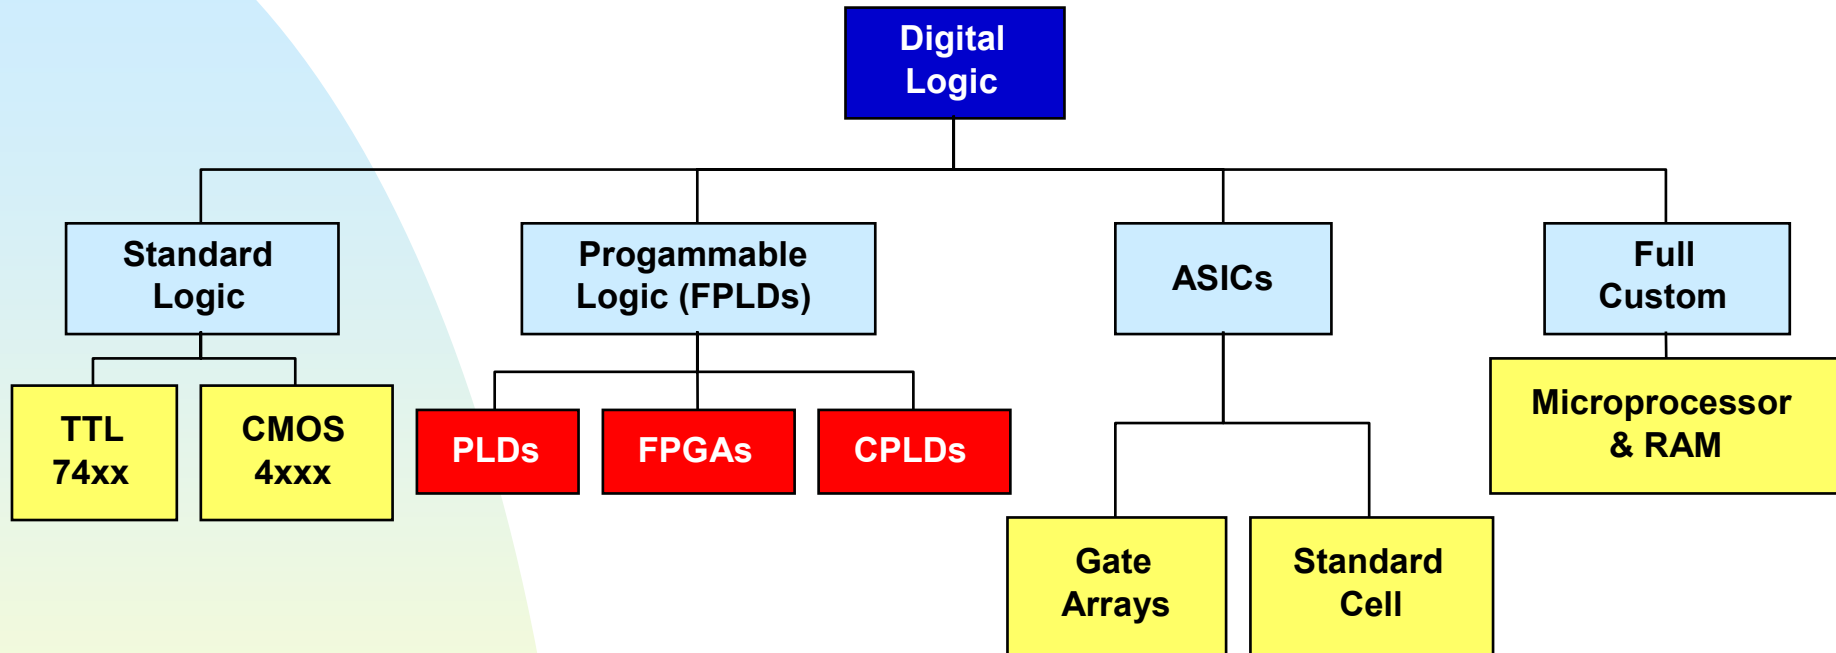 Digital
Logic
Standard
Logic
Progammable
Logic (FPLDs)
ASICs
Full
Custom
TTL
74xx
CMOS
4xxx
PLDs
FPGAs
CPLDs
Microprocessor
& RAM
Gate
Arrays
Standard
Cell